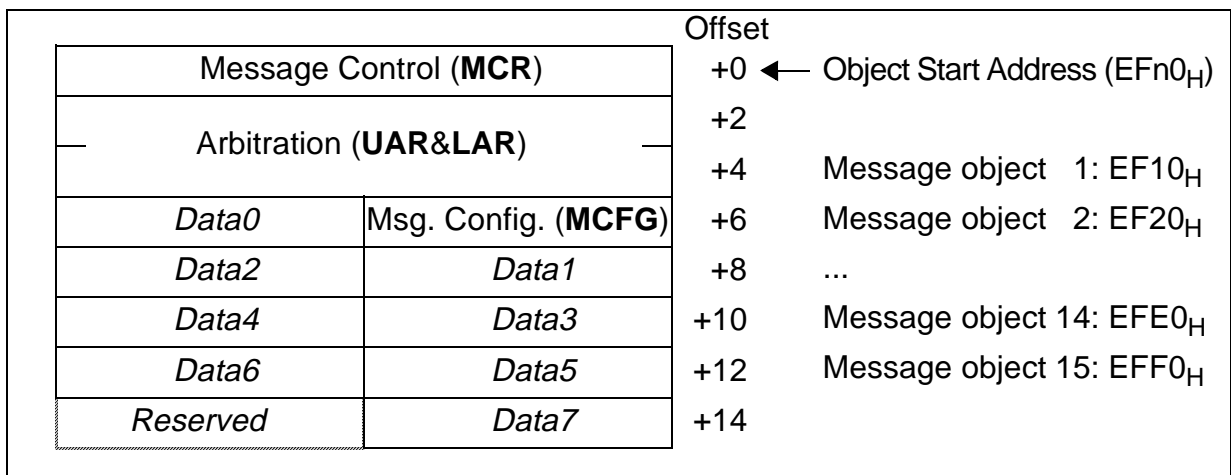 Offset
Message Control (MCR) +0 Object Start Address (EFn0H)
+2
Arbitration (UAR&LAR)
+4 Message object 1: EF10H
Data0 Msg. Config. (MCFG) +6 Message object 2: EF20H
Data2 Data1 +8 ...
Data4 Data3 +10 Message object 14: EFE0H
Data6 Data5 +12 Message object 15: EFF0H
Reserved Data7 +14